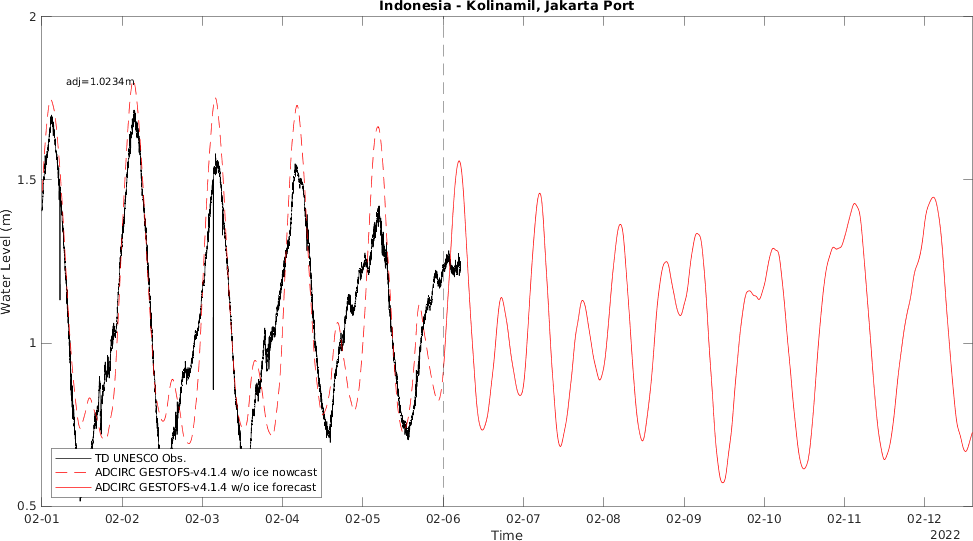 Indonesia - Kolinamil, Jakarta Port
adj=1.0234m
2
1.5
1
0.5
Water Level (m)
TD UNESCO Obs.
ADCIRC GESTOFS-v4.1.4 w/o ice nowcast
ADCIRC GESTOFS-v4.1.4 w/o ice forecast
02-01 02-02 02-03 02-04 02-05 02-06 02-07 02-08 02-09 02-10 02-11 02-12
Time
2022